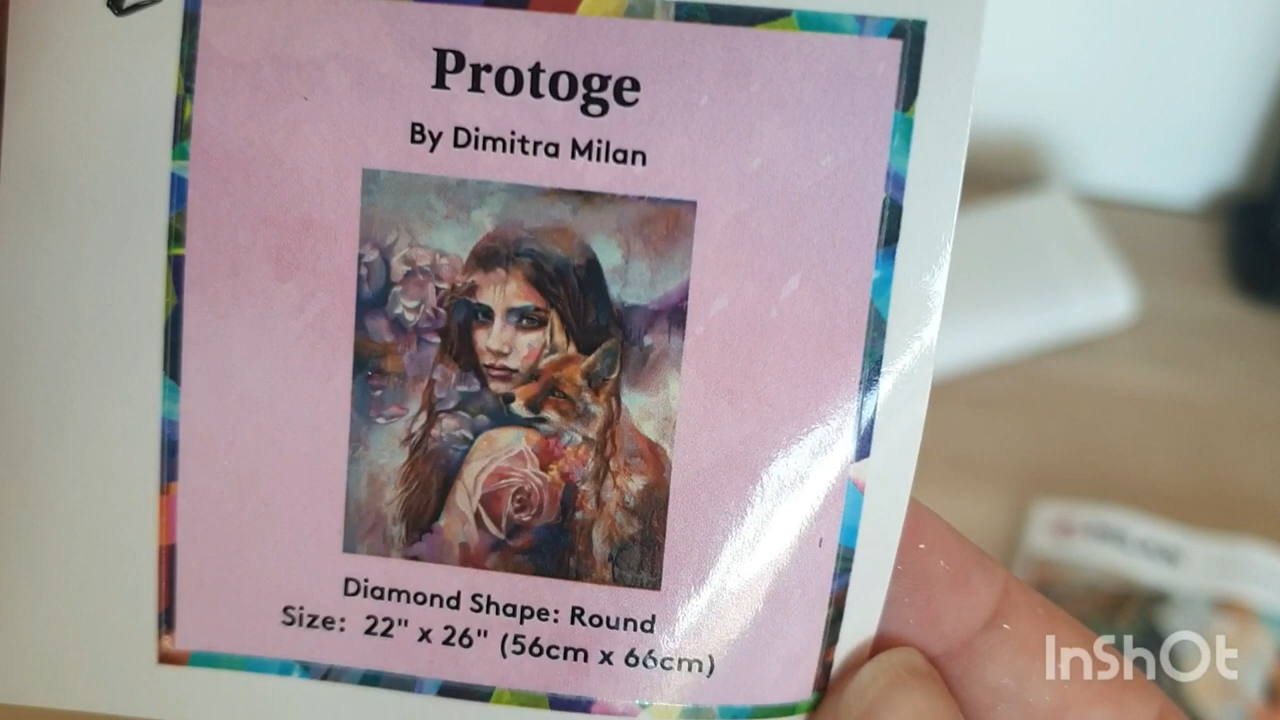 Protoge
By Dimitra Milan
Diamond Shape: Round
Size: 22" x 26" (56cm x 66cm)
InShOt